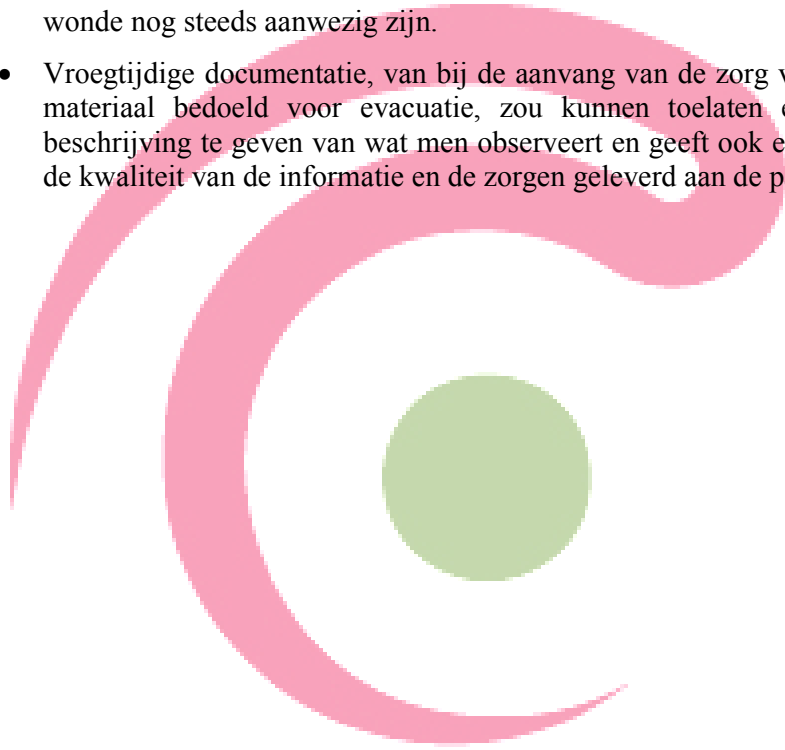 wonde nog steeds aanwezig zijn.
• Vroegtijdige documentatie, van bij de aanvang van de zorg
materiaal bedoeld voor evacuatie, zou kunnen toelaten
beschrijving te geven van wat men observeert en geeft ook
de kwaliteit van de informatie en de zorgen geleverd aan de